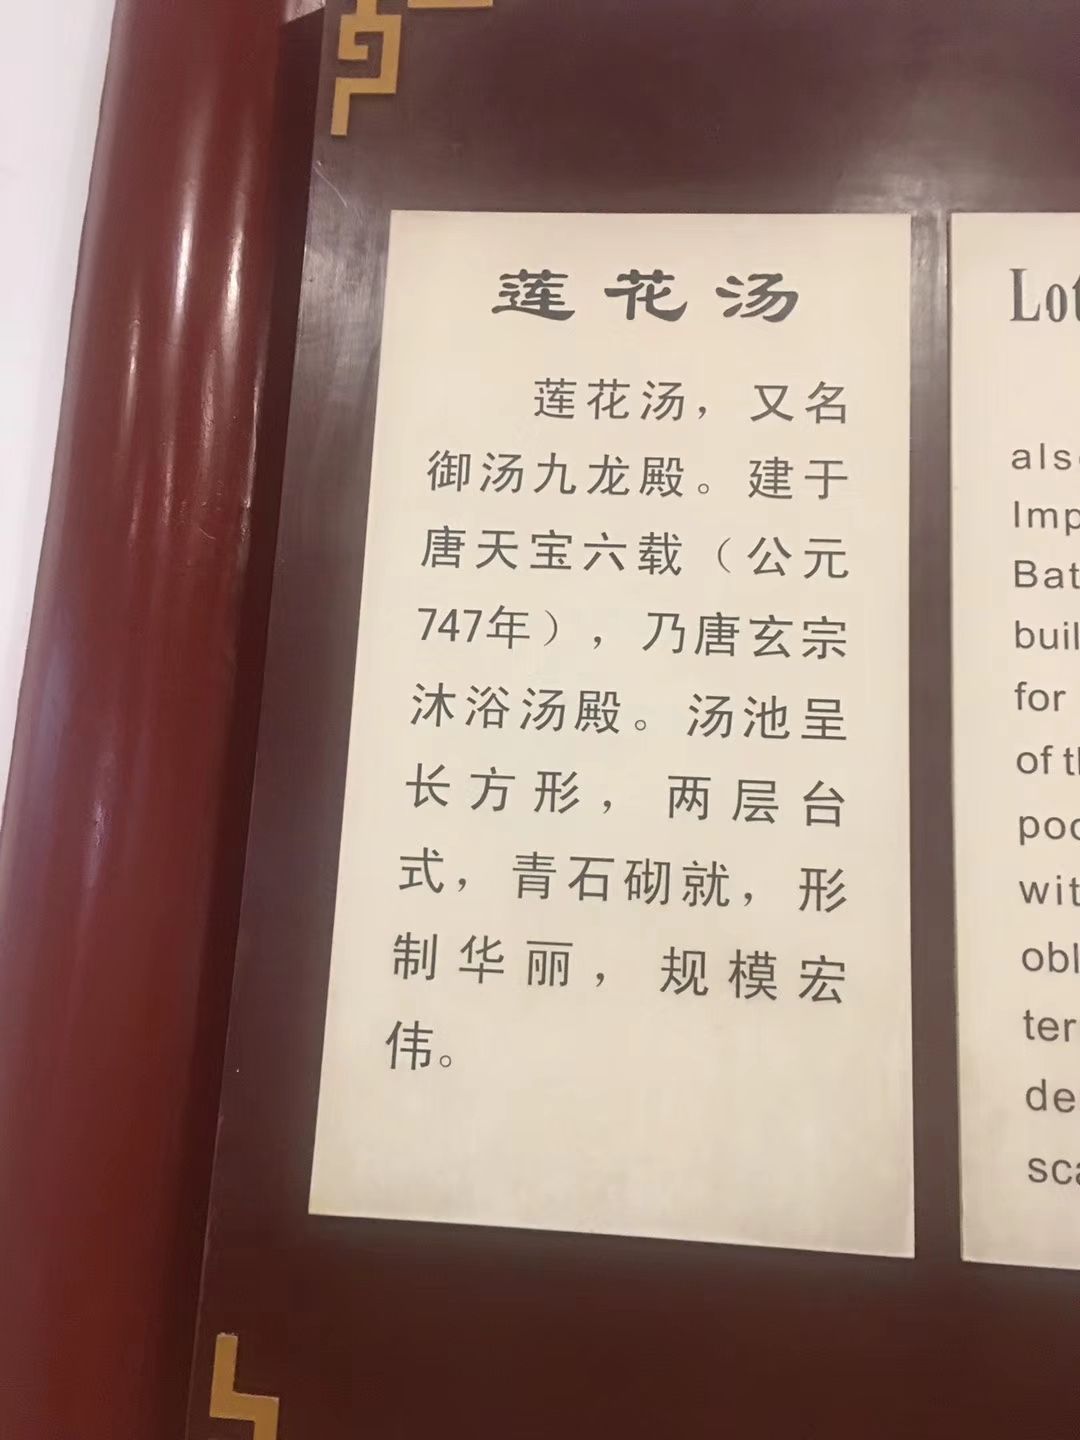 莲花汤
莲花汤，又名
御汤九龙殿。建于
唐天宝六载（公元
747年），乃唐玄宗
沐浴汤殿。汤池呈
长方形，两层台
式，青石砌就，形
制华丽，规模宏
伟。
for